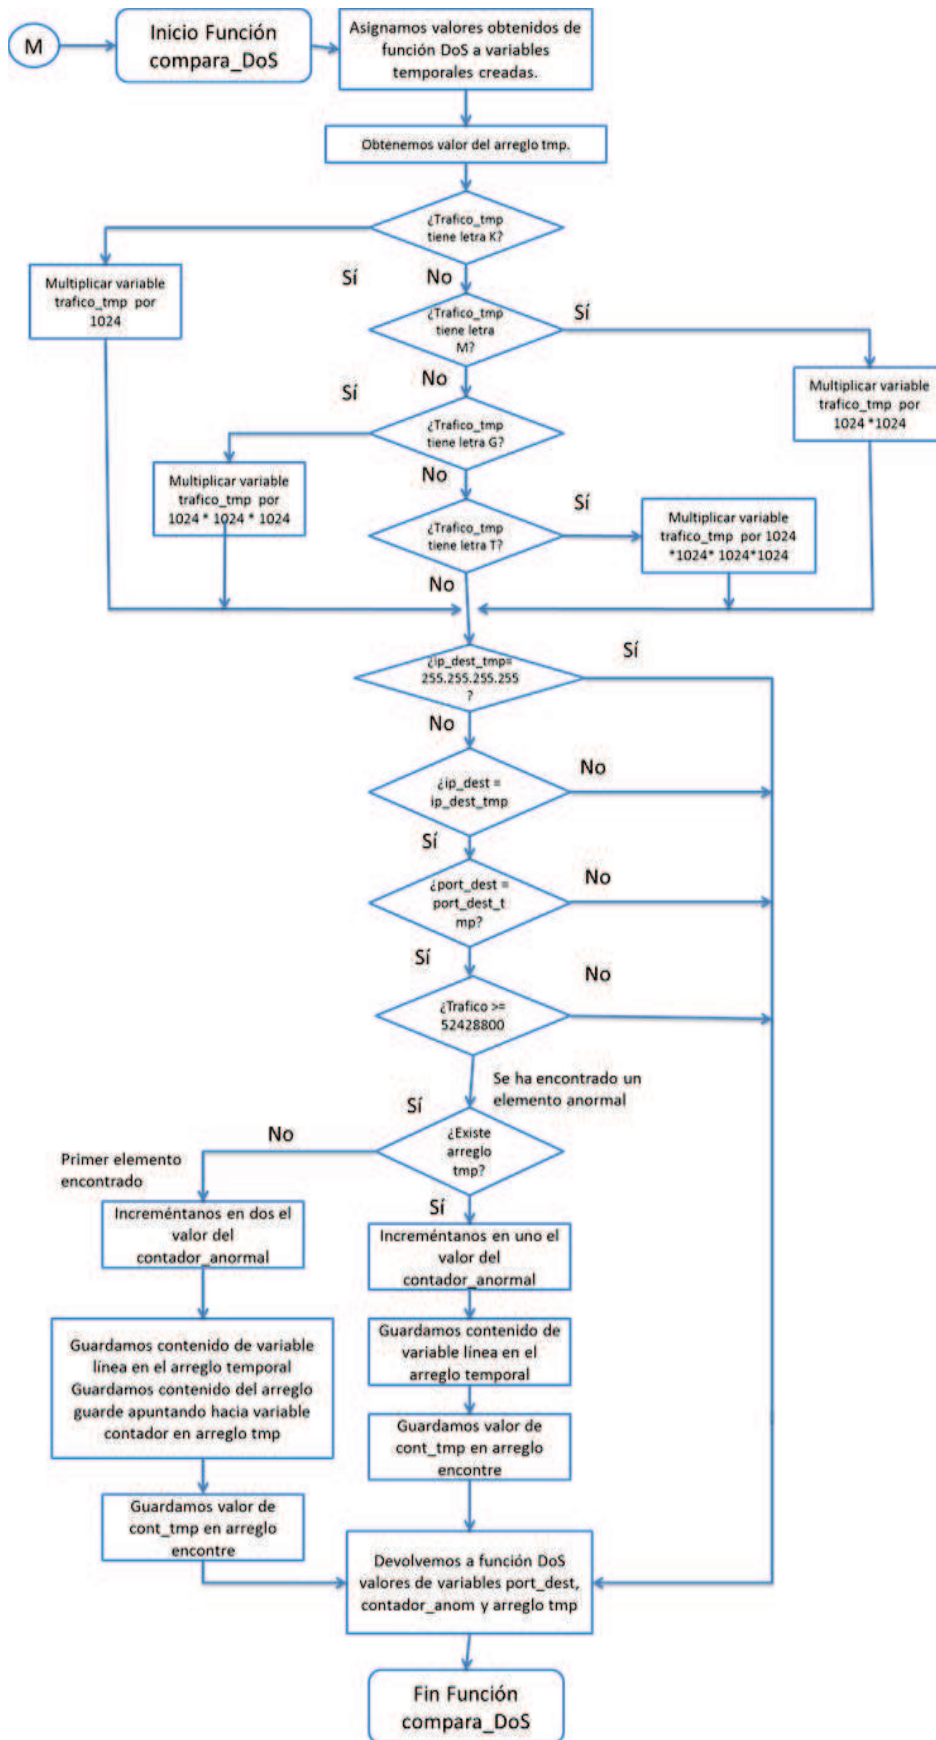 M
Inicio Función
compara_DoS
Asignamos valores obtenidos de
función DoS a variables
temporales creadas.
Obtenemos valor del arreglo tmp.
¿Trafico_tmp
tiene letra K?
Sí
No
Multiplicar variable
trafico_tmp por
1024
¿Trafico_tmp
tiene letra
M?
Sí
No
Multiplicar variable
trafico_tmp por
1024 *1024
Sí
¿Trafico_tmp
tiene letra G?
No
Multiplicar variable
trafico_tmp por
1024 * 1024 * 1024
¿Trafico_tmp
tiene letra T?
Sí
Multiplicar variable
trafico_tmp por 1024
*1024* 1024*1024
No
¿ip_dest_tmp=
255.255.255.255
?
Sí
No
¿ip_dest =
ip_dest_tmp
No
Sí
¿port_dest =
port_dest_t
mp?
No
Sí
¿Trafico >=
52428800
No
Se ha encontrado un
elemento anormal
Sí
¿Existe
arreglo
tmp?
No
Primer elemento
encontrado
Sí
Increméntanos en dos el
valor del
contador_anormal
Increméntanos en uno el
valor del
contador_anormal
Guardamos contenido de variable
línea en el arreglo temporal
Guardamos contenido del arreglo
guarde apuntando hacia variable
contador en arreglo tmp
Guardamos contenido de
variable línea en el
arreglo temporal
Guardamos valor de
cont_tmp en arreglo
encontre
Guardamos valor de
cont_tmp en arreglo
encontre
Devolvemos a función DoS
valores de variables port_dest,
contador_anom y arreglo tmp
Fin Función
compara_DoS